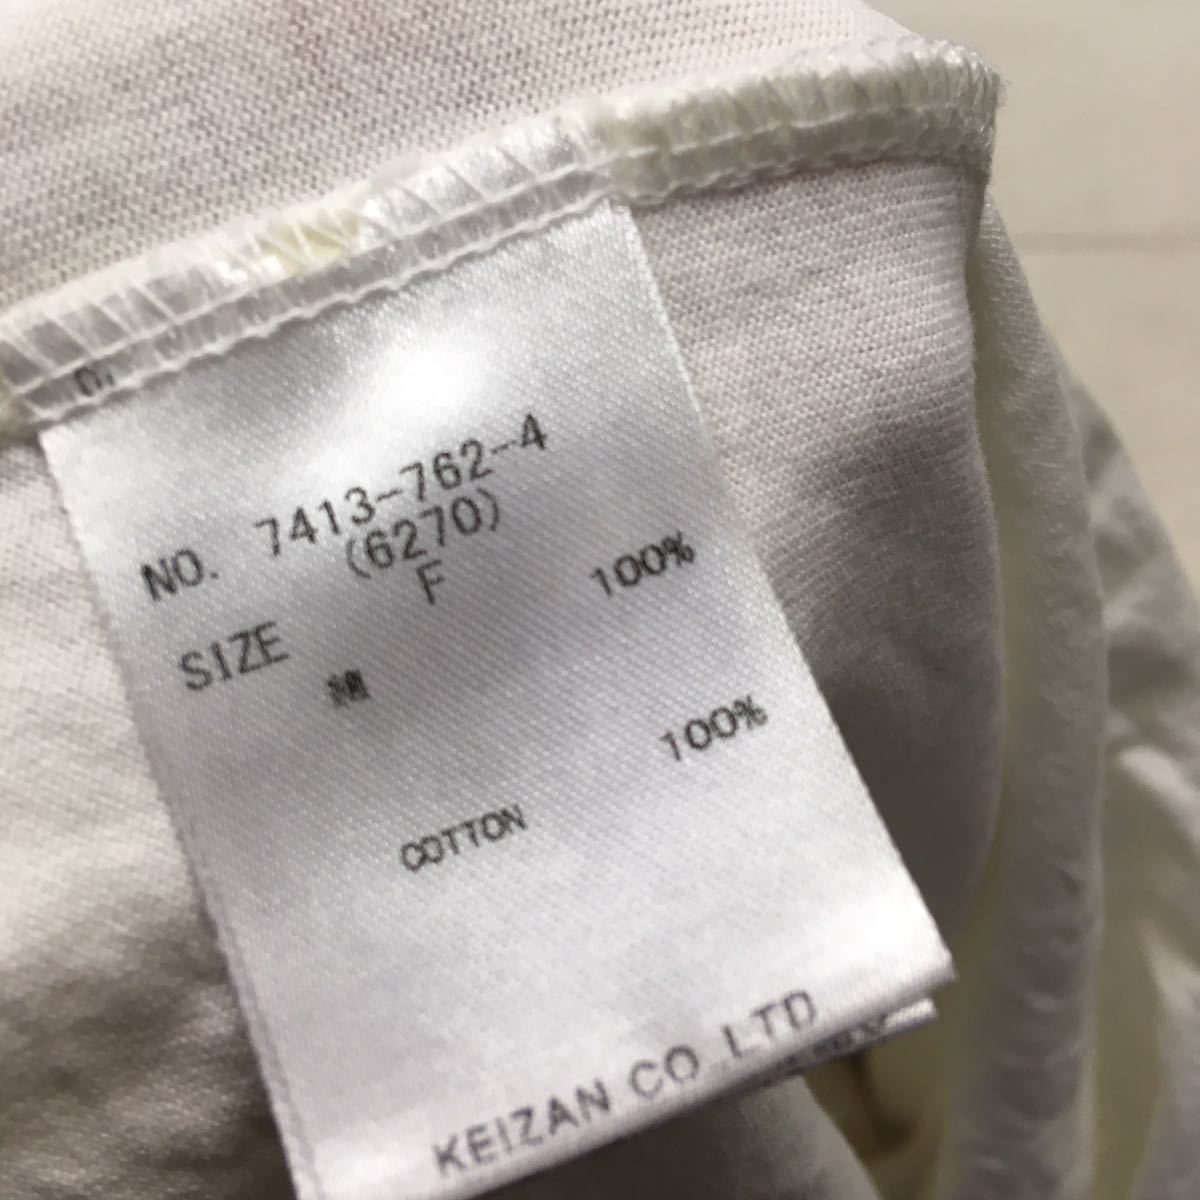 NO. 7413-762-4
(6270)
SIZE F
綿 100%
COTTON 100%
KEIZAN CO LTD